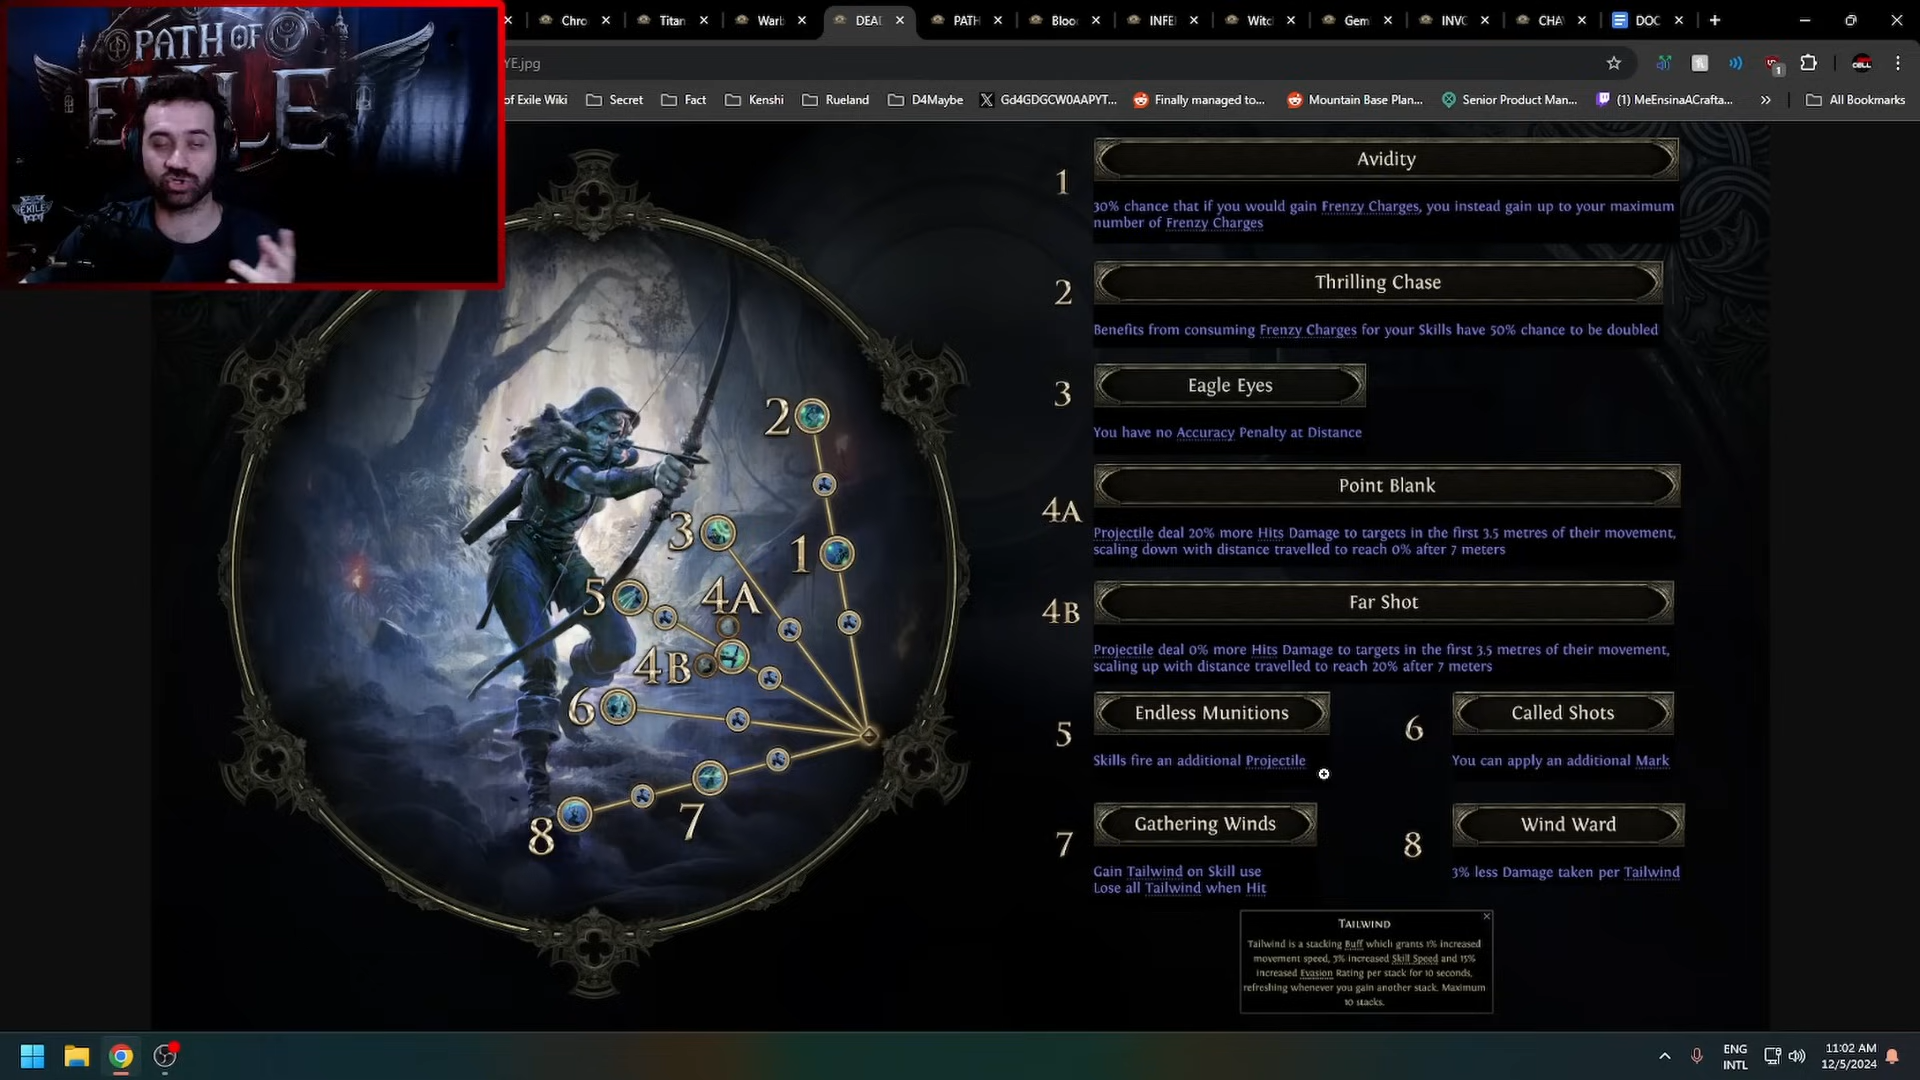 PATH OF
EXILE
EXILE
Chro
Titan
Warb
DEAD
PATH
Bloo
INFE
Witc
Gem
INVO
CHA
DOC
YE.jpg
1
CELL
of Exile Wiki
Secret
Fact
Kenshi
Rueland
D4Maybe
Gd4GDGCW0AAPYT...
Finally managed to...
Mountain Base Plan...
Senior Product Man...
(1) MeEnsinaACrafta...
All Bookmarks
1
Avidity
30% chance that if you would gain Frenzy Charges, you instead gain up to your maximum
number of Frenzy Charges
2
Thrilling Chase
Benefits from consuming Frenzy Charges for your Skills have 50% chance to be doubled
3
Eagle Eyes
You have no Accuracy Penalty at Distance
4A
Point Blank
Projectile deal 20% more Hits Damage to targets in the first 3.5 metres of their movement,
scaling down with distance travelled to reach 0% after 7 meters
4B
Far Shot
Projectile deal 0% more Hits Damage to targets in the first 3.5 metres of their movement,
scaling up with distance travelled to reach 20% after 7 meters
5
Endless Munitions
Skills fire an additional Projectile
6
Called Shots
You can apply an additional Mark
7
Gathering Winds
Gain Tailwind on Skill use
Lose all Tailwind when Hit
8
Wind Ward
3% less Damage taken per Tailwind
TAILWIND
Tailwind is a stacking Buff which grants 1% increased
movement speed, 3% increased Skill Speed and 15%
increased Evasion Rating per stack for 10 seconds,
refreshing whenever you gain another stack. Maximum
10 stacks.
2
3
1
5
4A
4B
6
7
8
ENG
INTL
11:02 AM
12/5/2024